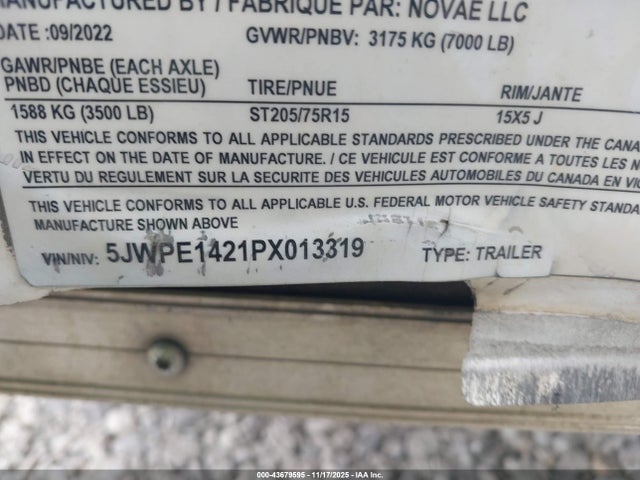 MANUFACTURED BY / FABRIQUE PAR: NOVAE LLC
DATE :09/2022 GVWR/PNBV: 3175 KG (7000 LB)
GAWR/PNBE (EACH AXLE)
PNBD (CHAQUE ESSIEU) TIRE/PNUE RIM/JANTE
1588 KG (3500 LB) ST205/75R15 15X5 J
THIS VEHICLE CONFORMS TO ALL APPLICABLE STANDARDS PRESCRIBED UNDER THE CANA
IN EFFECT ON THE DATE OF MANUFACTURE. / CE VEHICULE EST CONFORME A TOUTES LES NO
VERTU DU REGULEMENT SUR LA SECURITE DES VEHICULES AUTOMOBILES DU CANADA EN VIG
THIS VEHICLE CONFORMS TO ALL APPLICABLE U.S. FEDERAL MOTOR VEHICLE SAFETY STANDA
MANUFACTURE SHOWN ABOVE
VIN/NIV: 5JWPE1421PX013319 TYPE: TRAILER
000-43679595 - 11/17/2025 - IAA Inc.